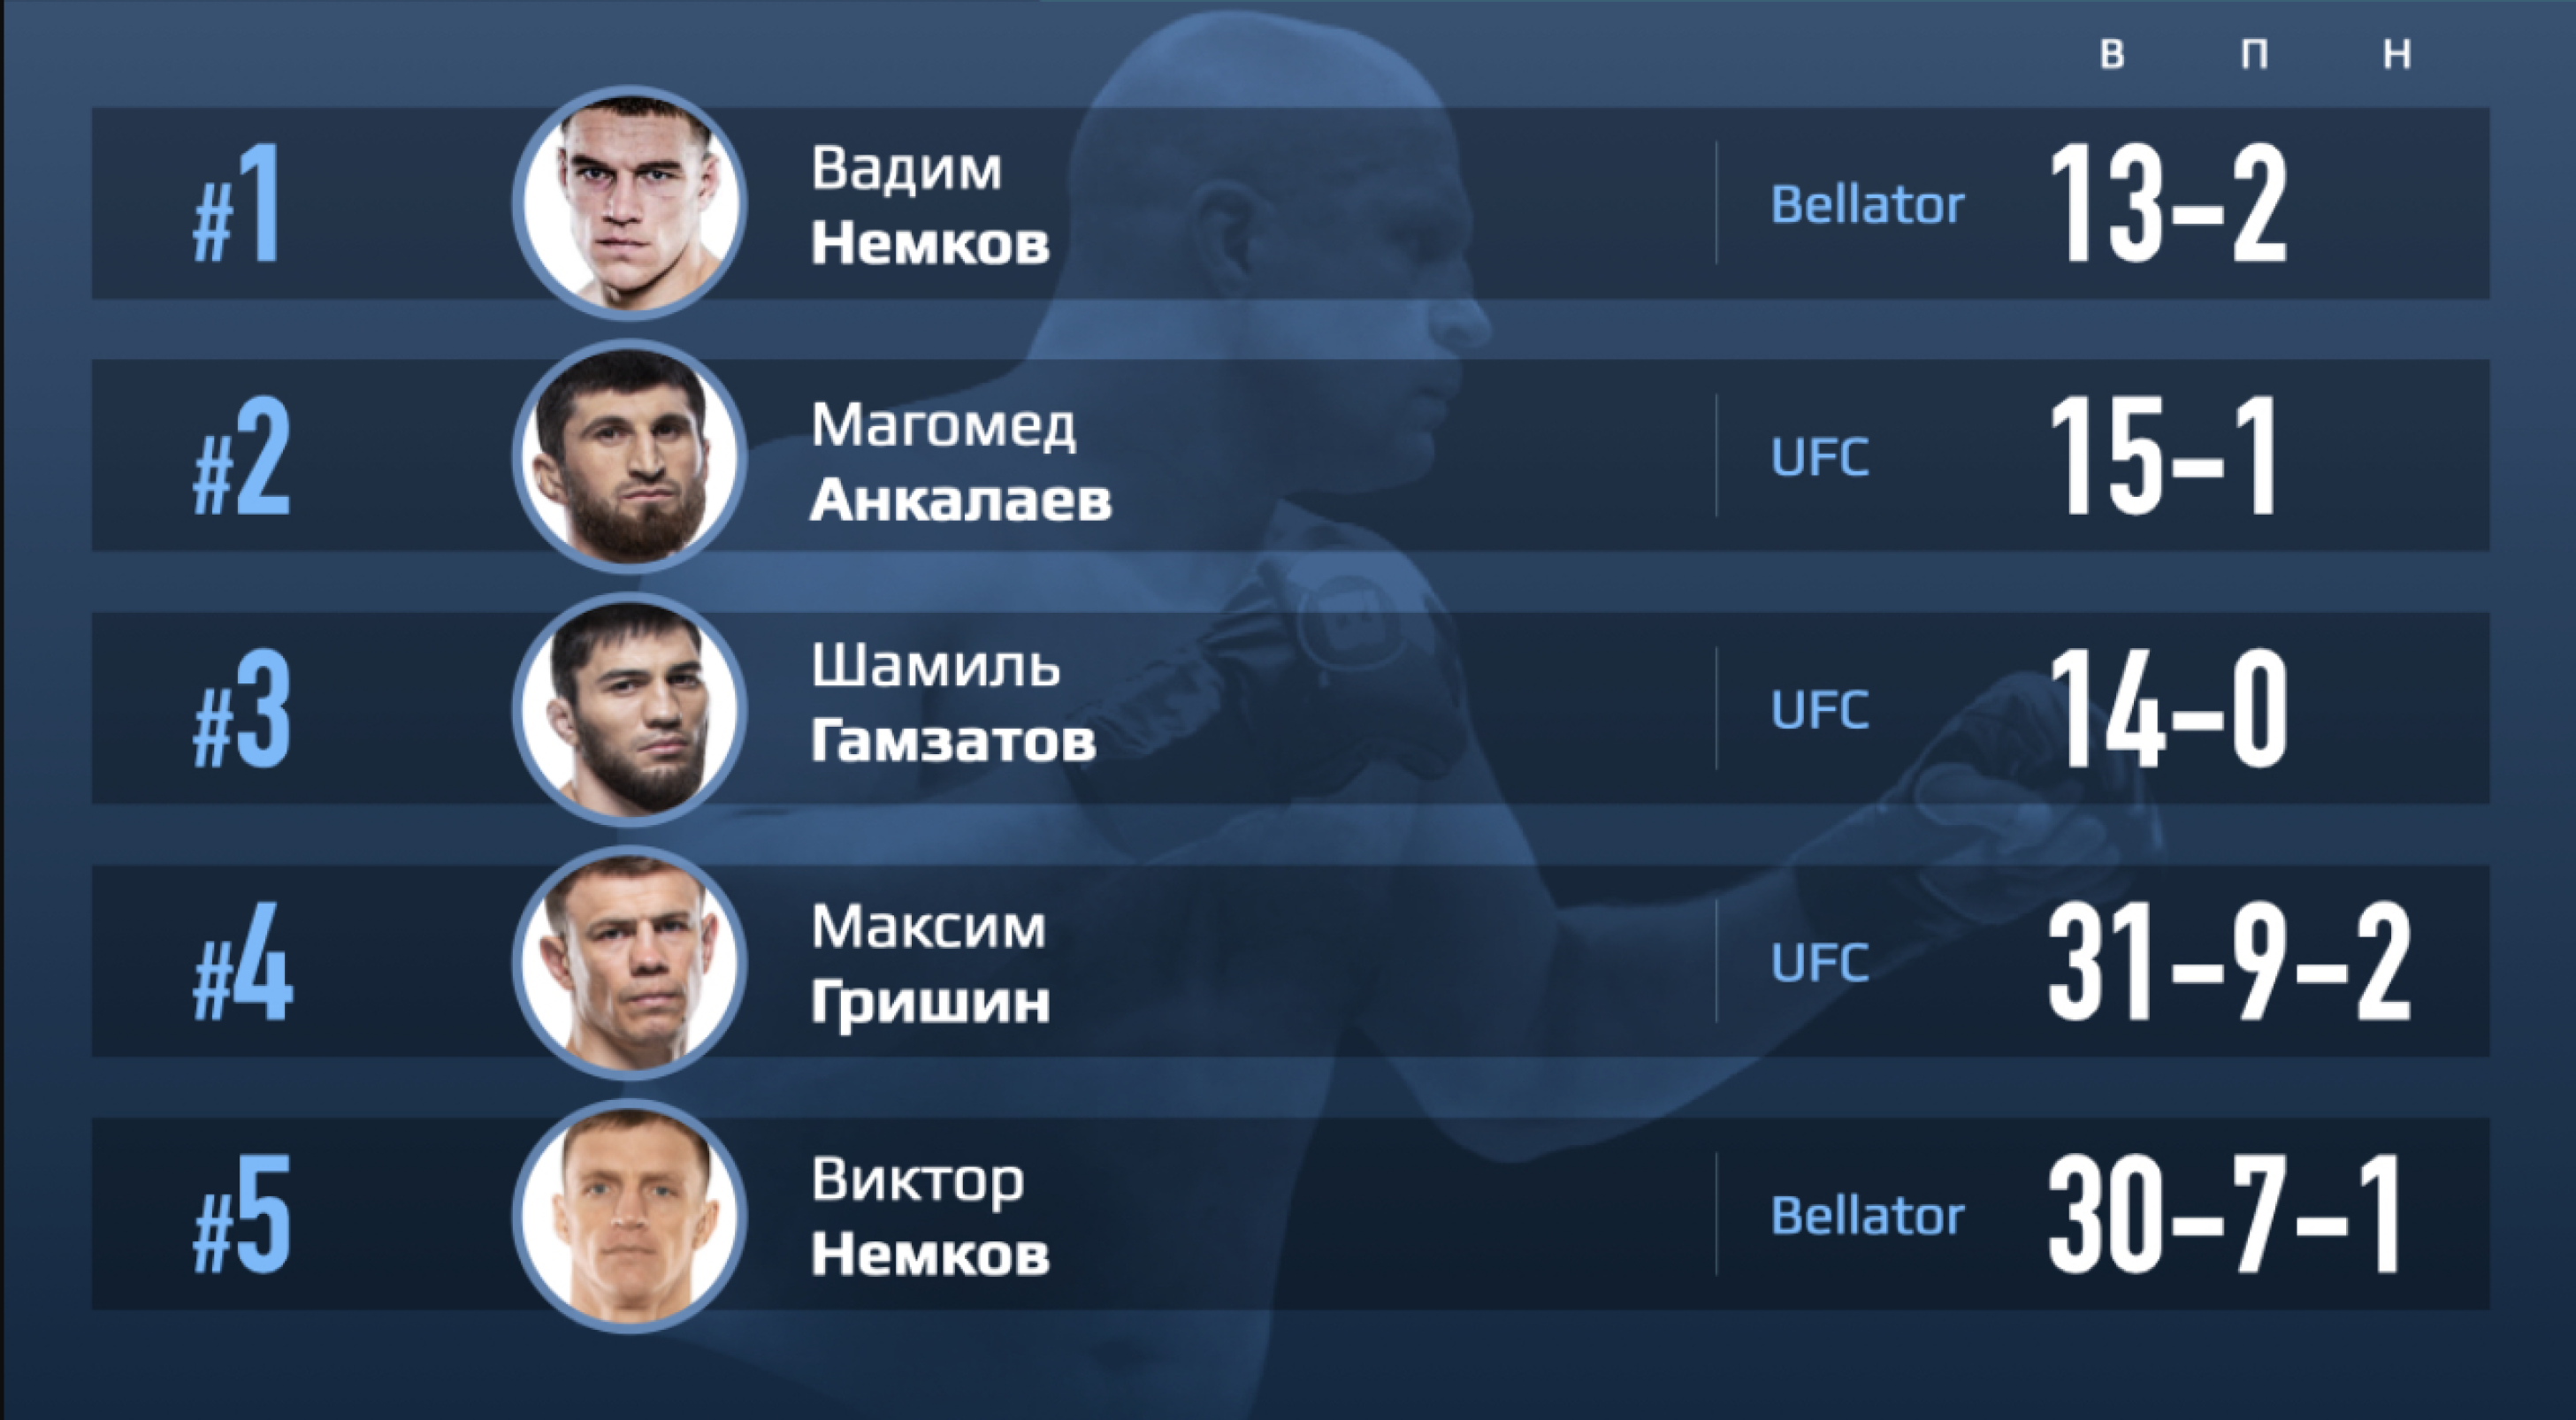 В П Н
#1 Вадим Немков Bellator 13–2
#2 Магомед Анкалаев UFC 15–1
#3 Шамиль Гамзатов UFC 14–0
#4 Максим Гришин UFC 31–9–2
#5 Виктор Немков Bellator 30–7–1